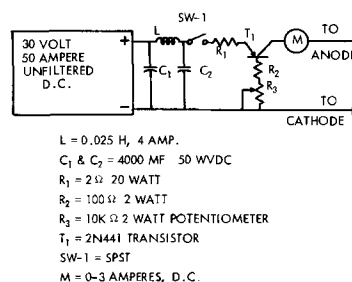 SW-1
L
R1
T1
M
TO
ANODE
30 VOLT
50 AMPERE
UNFILTERED
D.C.
+
−
C1
C2
R2
R3
TO
CATHODE
L = 0.025 H, 4 AMP.
C1 & C2 = 4000 MF 50 WVDC
R1 = 2Ω 20 WATT
R2 = 100Ω 2 WATT
R3 = 10K Ω 2 WATT POTENTIOMETER
T1 = 2N441 TRANSISTOR
SW-1 = SPST
M = 0-3 AMPERES, D.C.